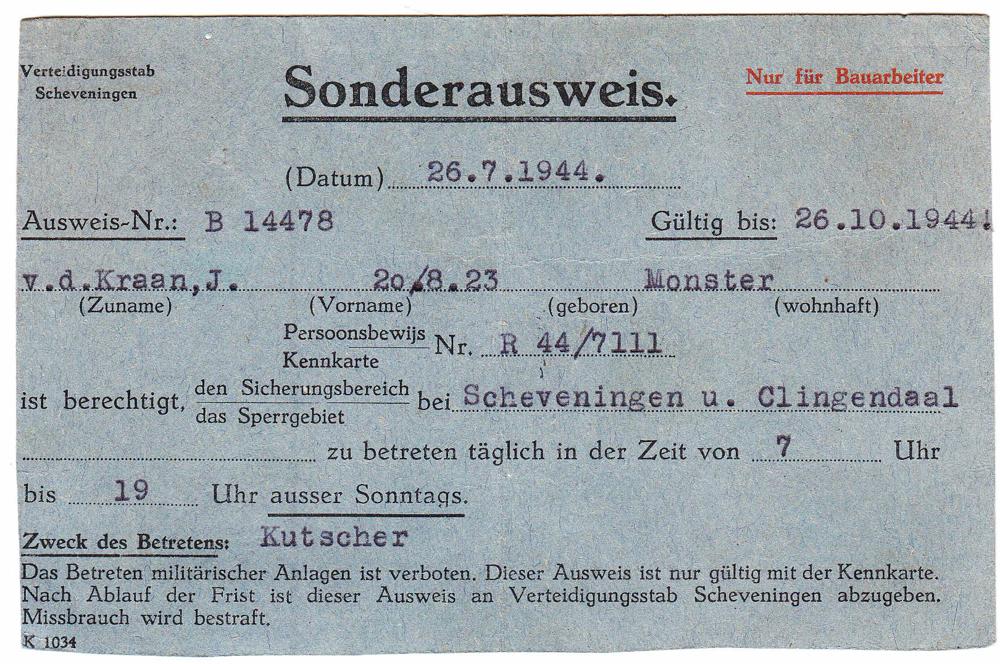 Verteidigungsstab
Scheveningen
Sonderausweis.
Nur für Bauarbeiter
(Datum) 26.7.1944.
Ausweis-Nr.: B 14478 Gültig bis: 26.10.1944.
v.d.Kraan,J. 2o/8.23 Monster
(Zuname) (Vorname) (geboren) (wohnhaft)
Persoonsbewijs
Kennkarte Nr. R 44/7111
ist berechtigt, den Sicherungsbereich
das Sperrgebiet bei Scheveningen u. Clingendaal
zu betreten täglich in der Zeit von 7 Uhr
bis 19 Uhr ausser Sonntags.
Zweck des Betretens: Kutscher
Das Betreten militärischer Anlagen ist verboten. Dieser Ausweis ist nur gültig mit der Kennkarte.
Nach Ablauf der Frist ist dieser Ausweis an Verteidigungsstab Scheveningen abzugeben.
Missbrauch wird bestraft.
K 1034